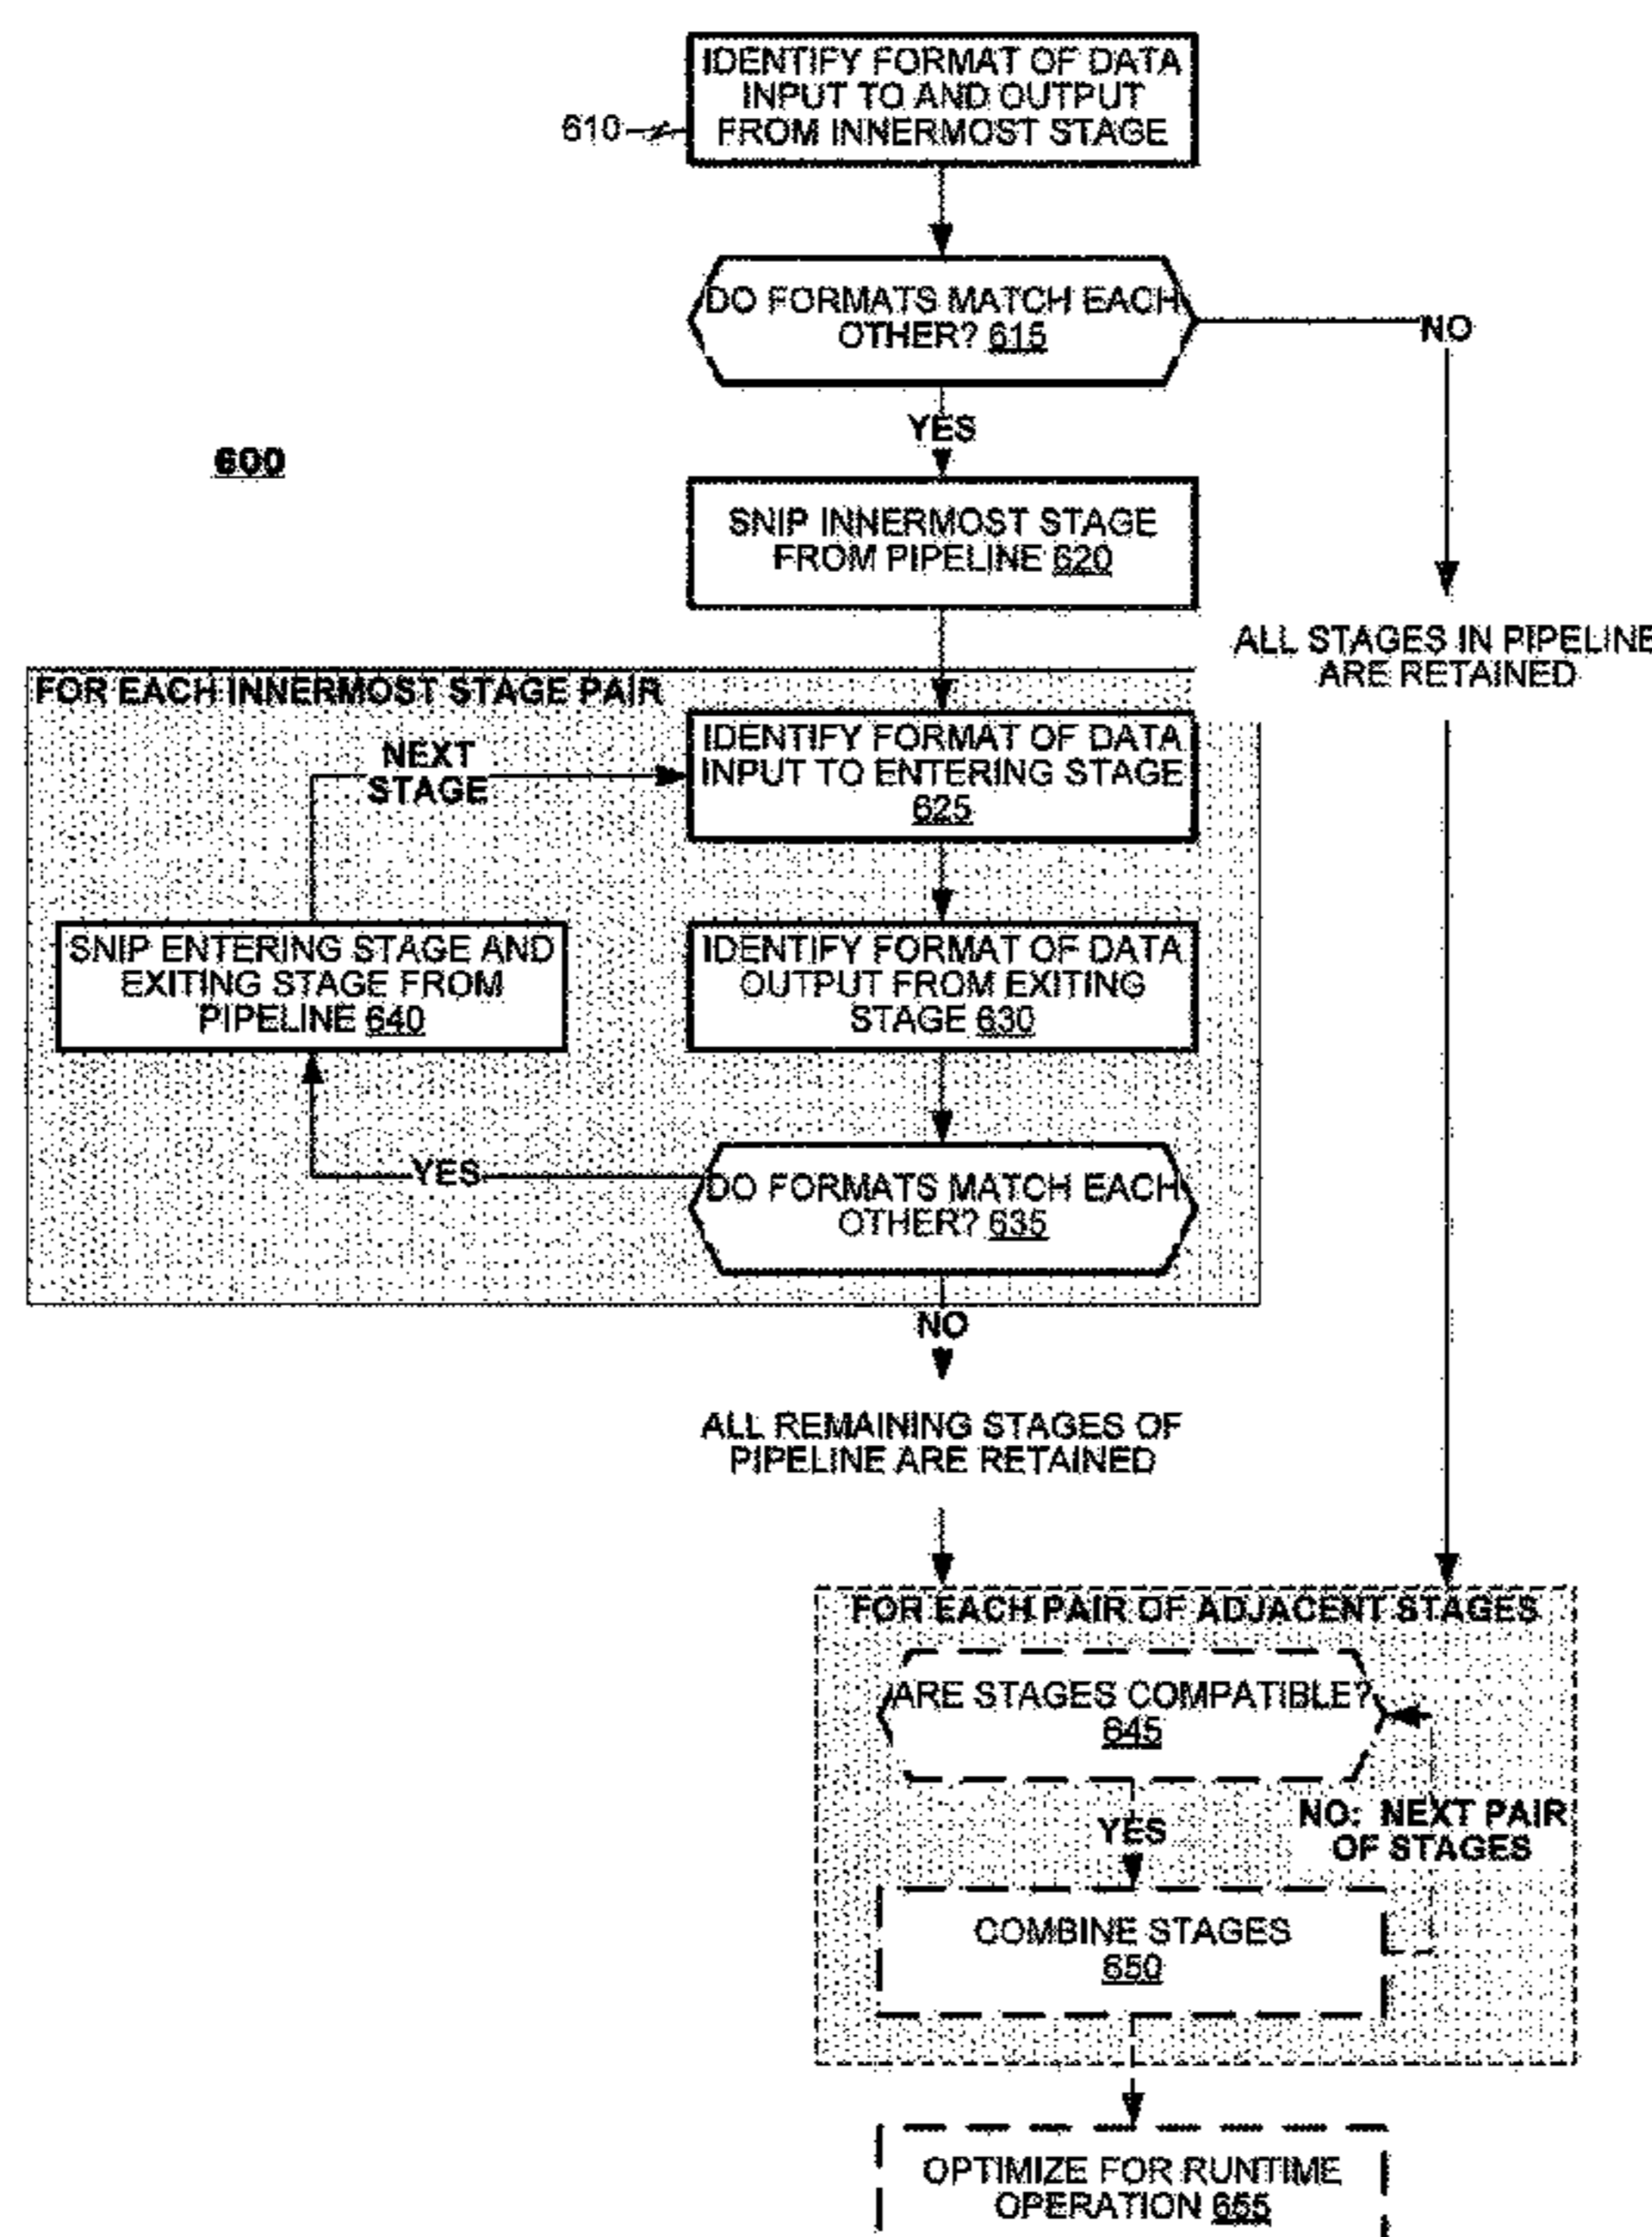 IDENTIFY FORMAT OF DATA
INPUT TO AND OUTPUT
FROM INNERMOST STAGE
610
DO FORMATS MATCH EACH
OTHER? 615
NO
YES
600
SNIP INNERMOST STAGE
FROM PIPELINE 620
ALL STAGES IN PIPELINE
ARE RETAINED
FOR EACH INNERMOST STAGE PAIR
NEXT
STAGE
IDENTIFY FORMAT OF DATA
INPUT TO ENTERING STAGE
625
SNIP ENTERING STAGE AND
EXITING STAGE FROM
PIPELINE 640
IDENTIFY FORMAT OF DATA
OUTPUT FROM EXITING
STAGE 630
YES
DO FORMATS MATCH EACH
OTHER? 635
NO
ALL REMAINING STAGES OF
PIPELINE ARE RETAINED
FOR EACH PAIR OF ADJACENT STAGES
ARE STAGES COMPATIBLE?
645
YES
NO: NEXT PAIR
OF STAGES
COMBINE STAGES
650
OPTIMIZE FOR RUNTIME
OPERATION 655